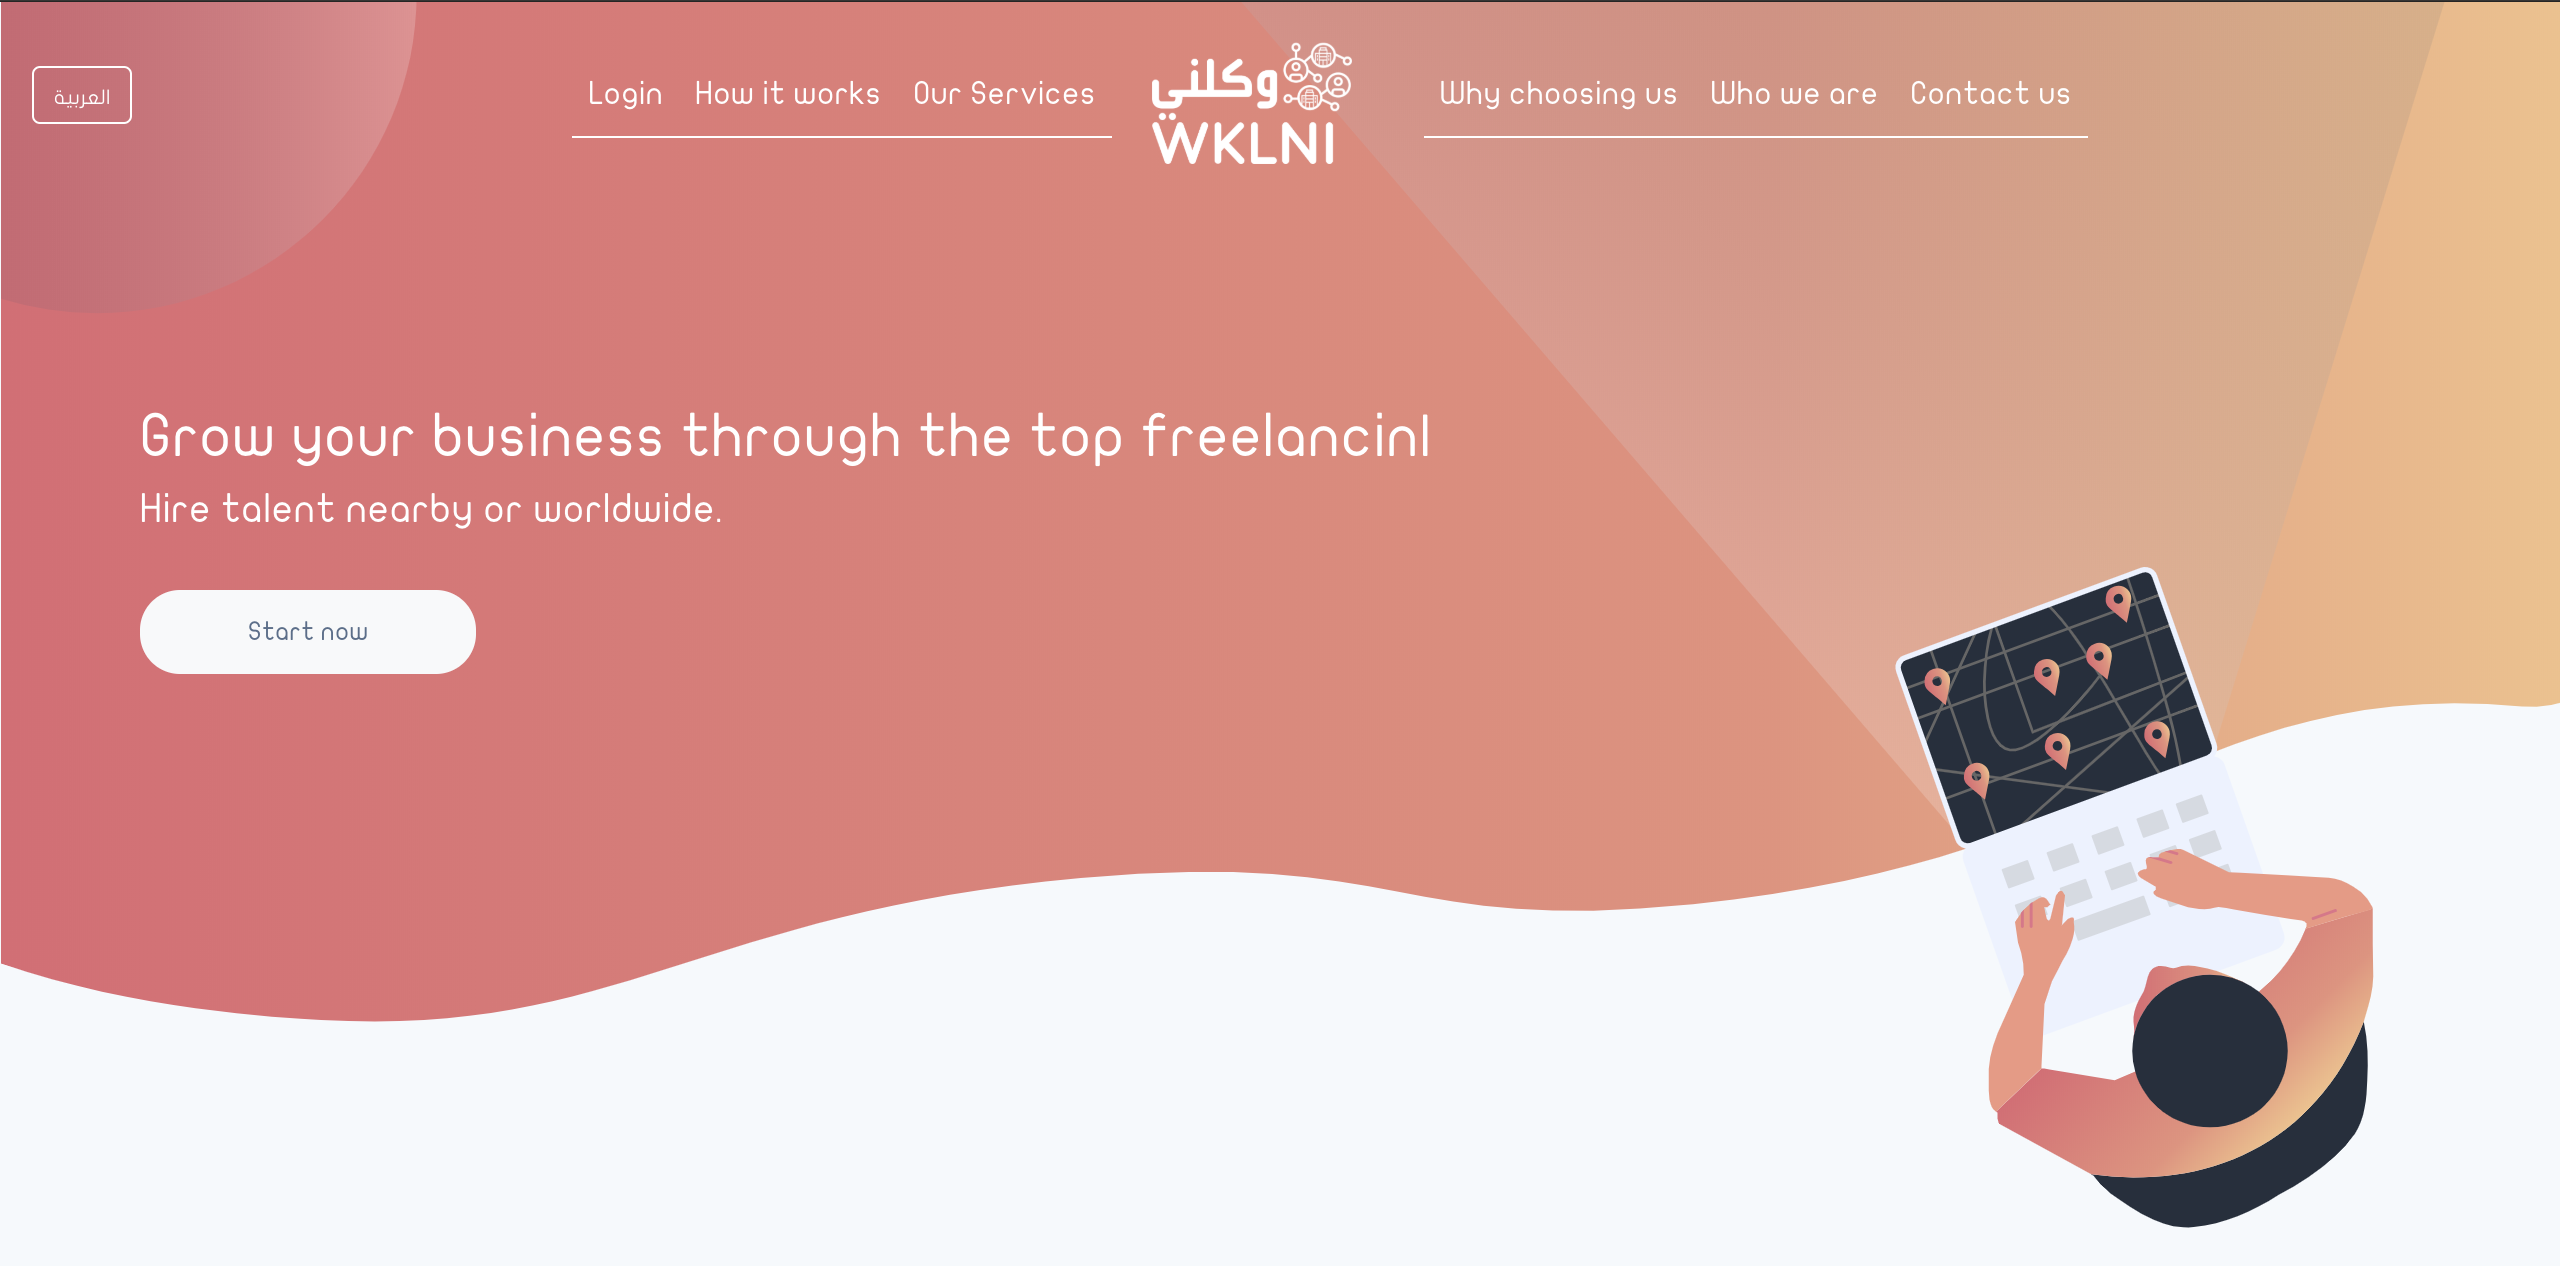 العربية
Login How it works Our Services
وكلني
WKLNI
Why choosing us Who we are Contact us
Grow your business through the top freelancin|
Hire talent nearby or worldwide.
Start now